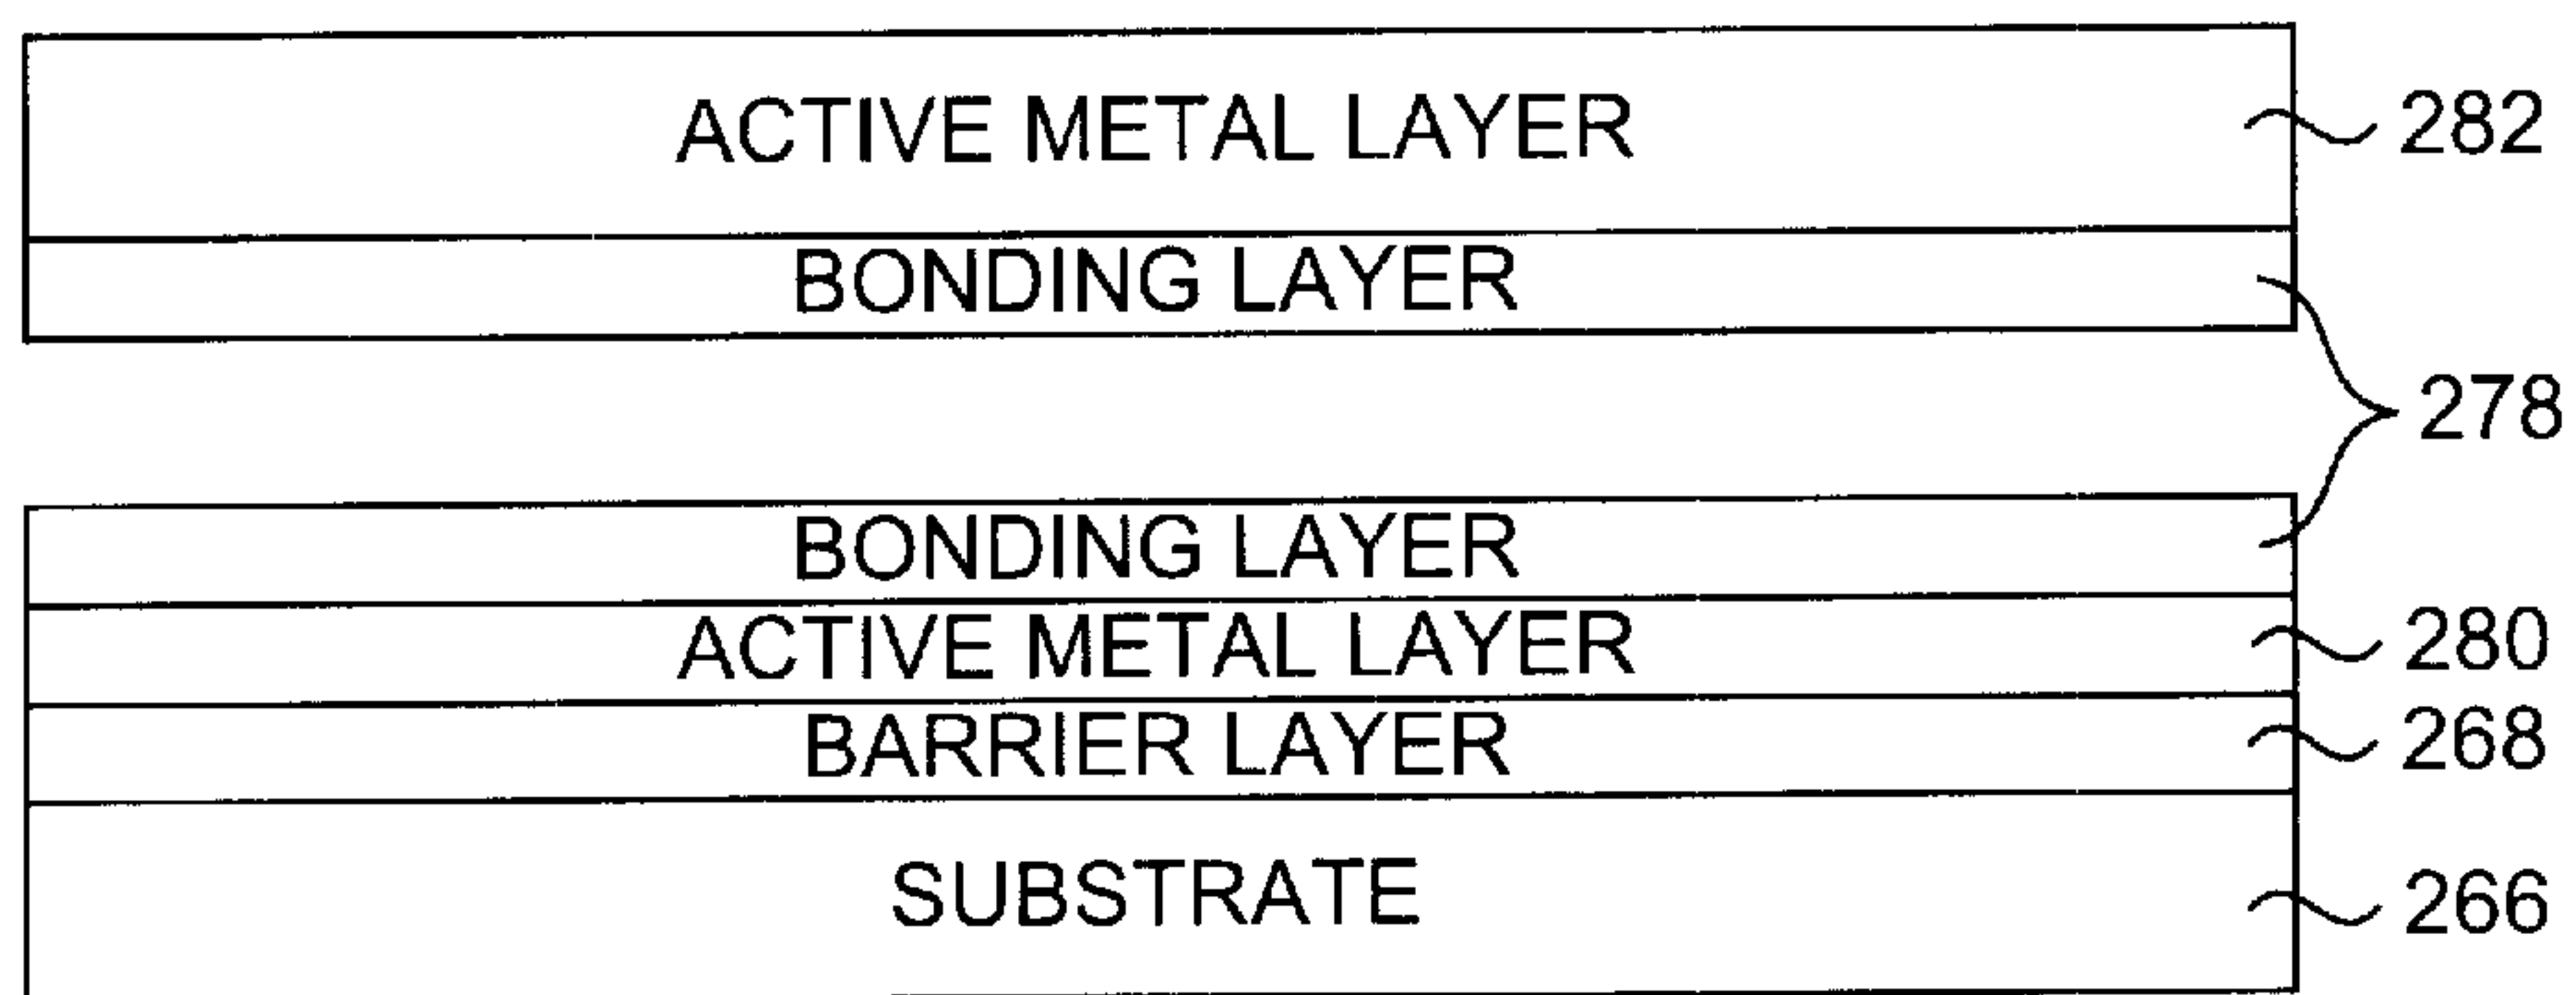 ACTIVE METAL LAYER 282
BONDING LAYER
278
BONDING LAYER
ACTIVE METAL LAYER 280
BARRIER LAYER 268
SUBSTRATE 266